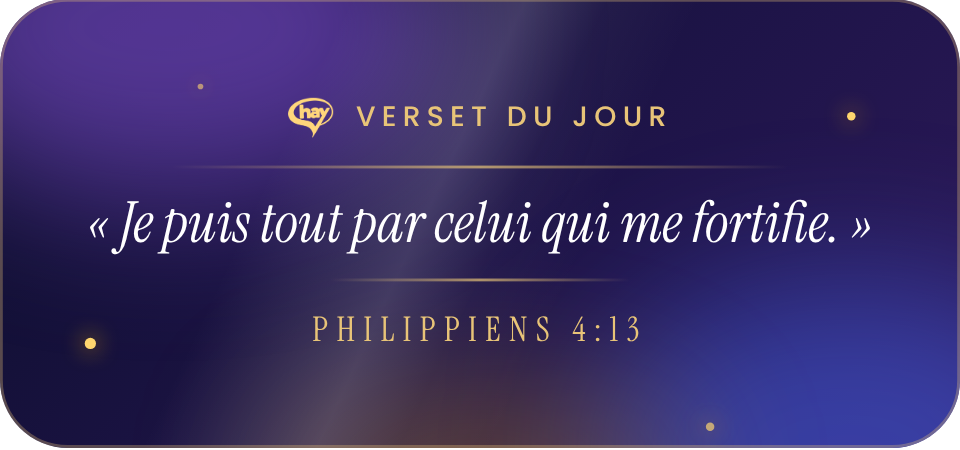 hay VERSET DU JOUR
« Je puis tout par celui qui me fortifie. »
PHILIPPIENS 4:13